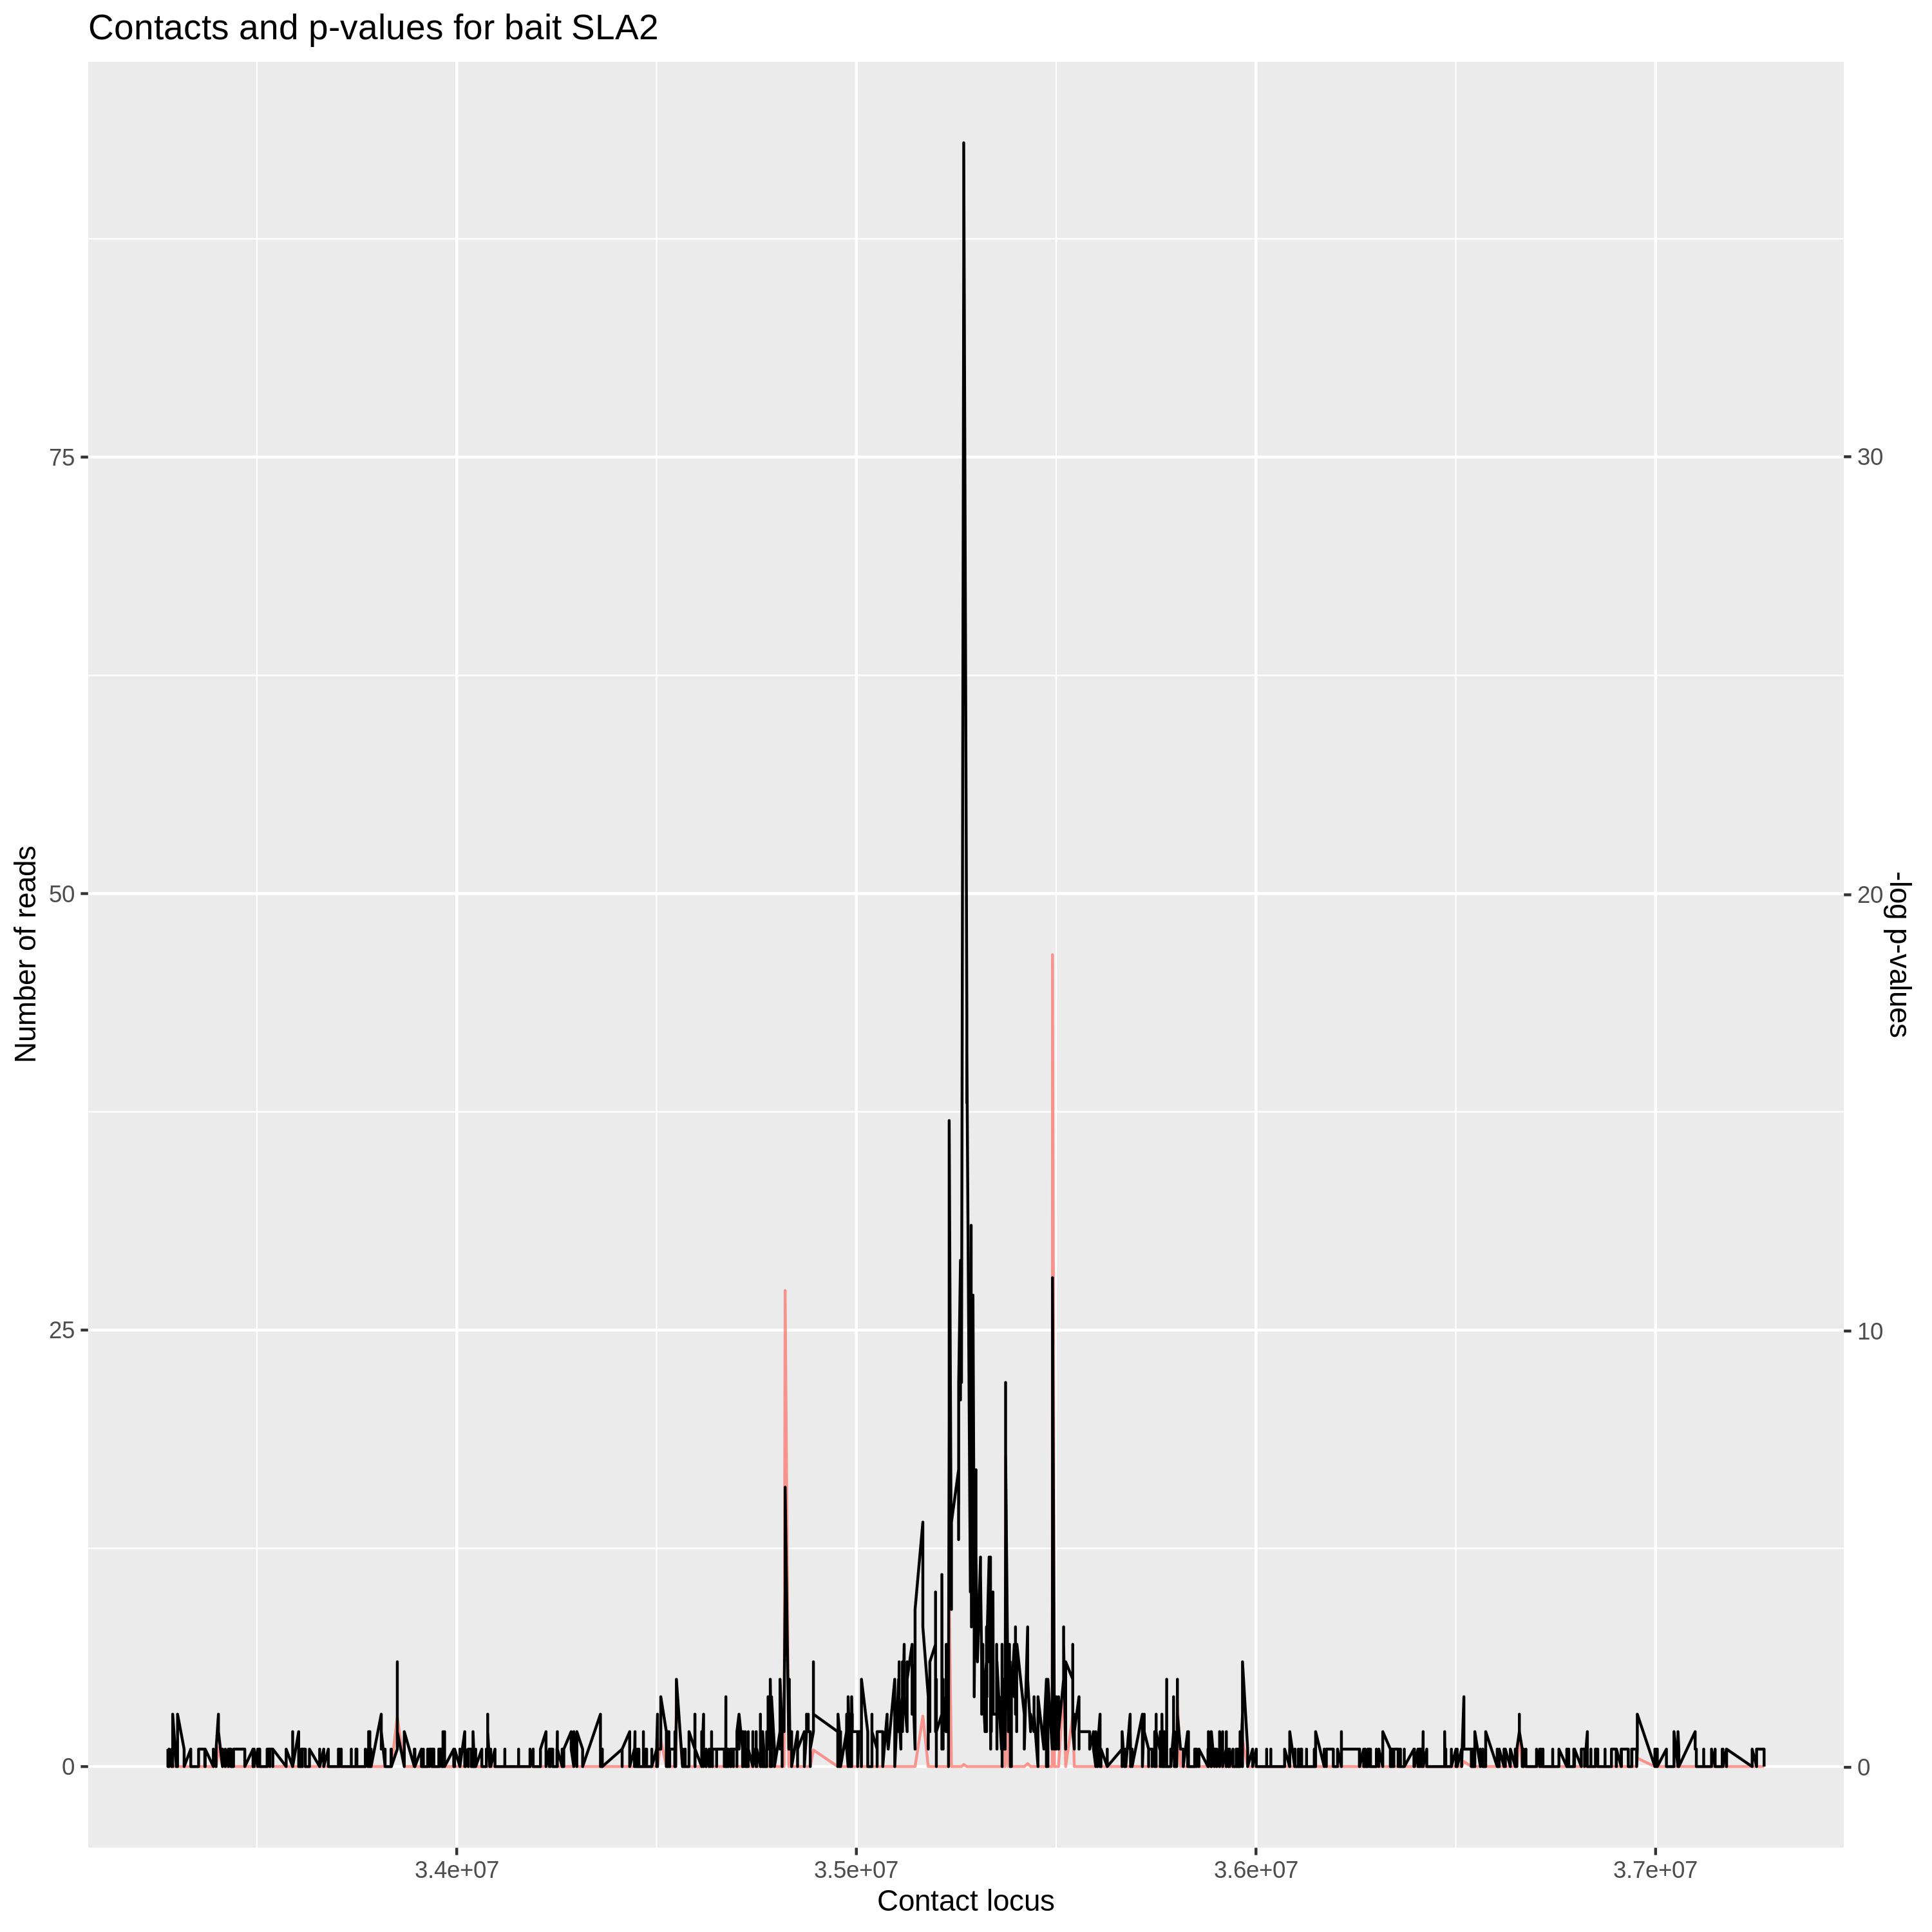 Contacts and p-values for bait SLA2
75
50
25
0
30
20
10
0
Number of reads
-log p-values
3.4e+07
3.5e+07
3.6e+07
3.7e+07
Contact locus